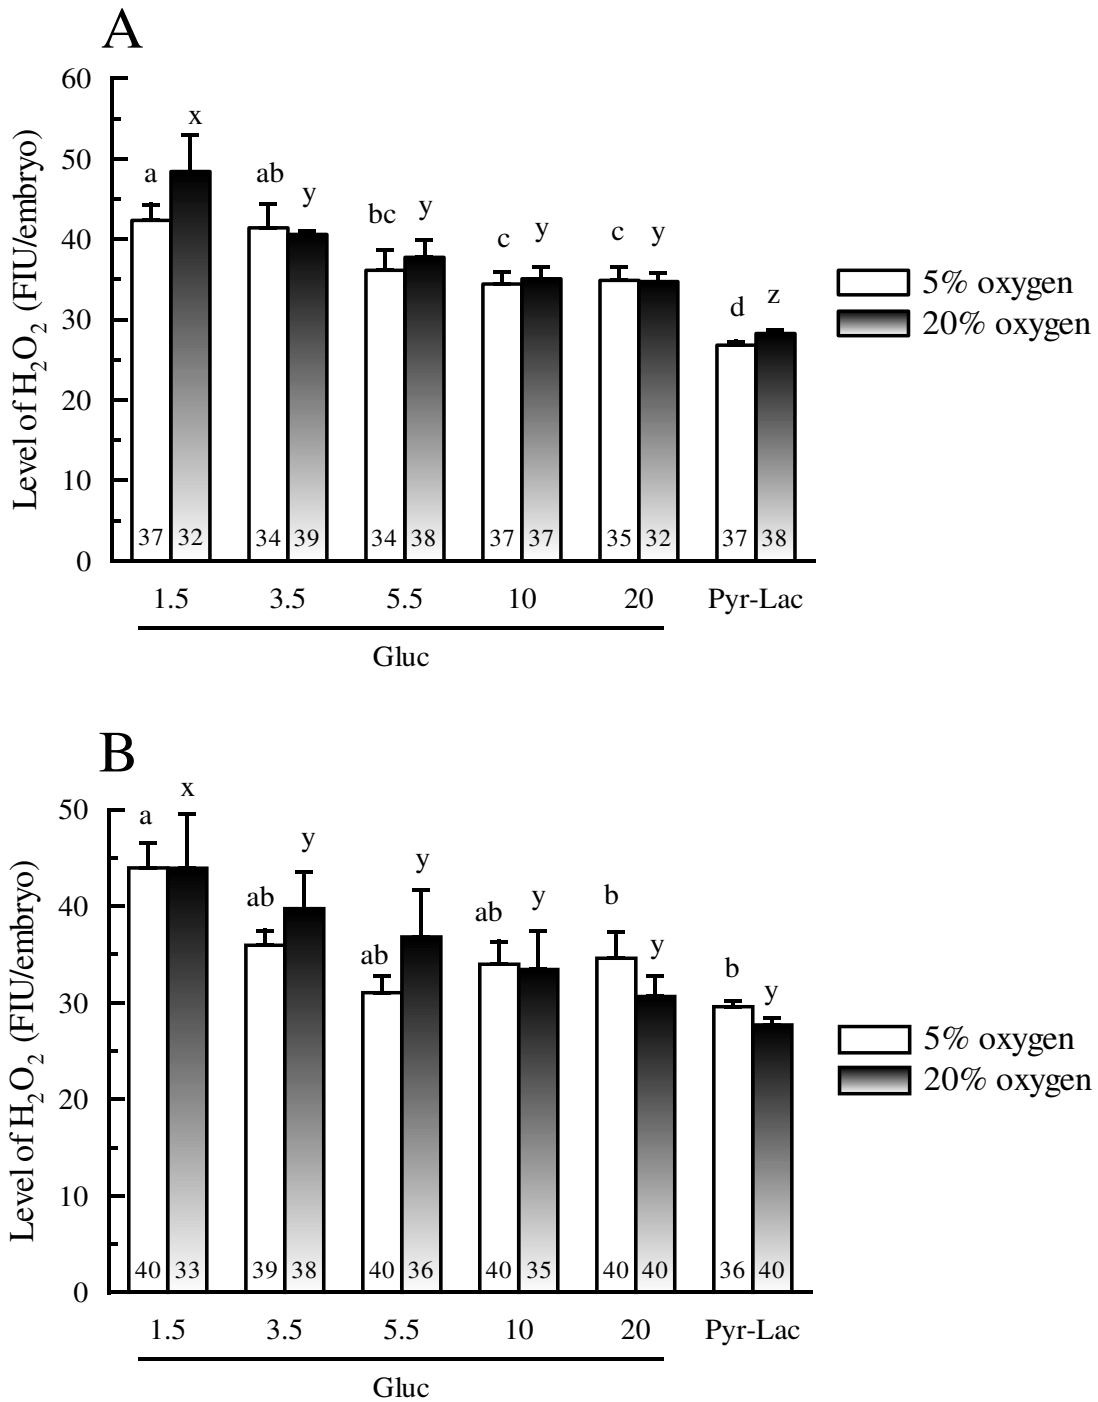 A
Level of H2O2 (FIU/embryo)
60
50
40
30
20
10
0
a x ab y bc y c y c y d z
37 32 34 39 34 38 37 37 35 32 37 38
1.5 3.5 5.5 10 20 Pyr-Lac
Gluc
5% oxygen
20% oxygen
B
Level of H2O2 (FIU/embryo)
50
40
30
20
10
0
a x ab y ab y ab y b y b y
40 33 39 38 40 36 40 35 40 40 36 40
1.5 3.5 5.5 10 20 Pyr-Lac
Gluc
5% oxygen
20% oxygen